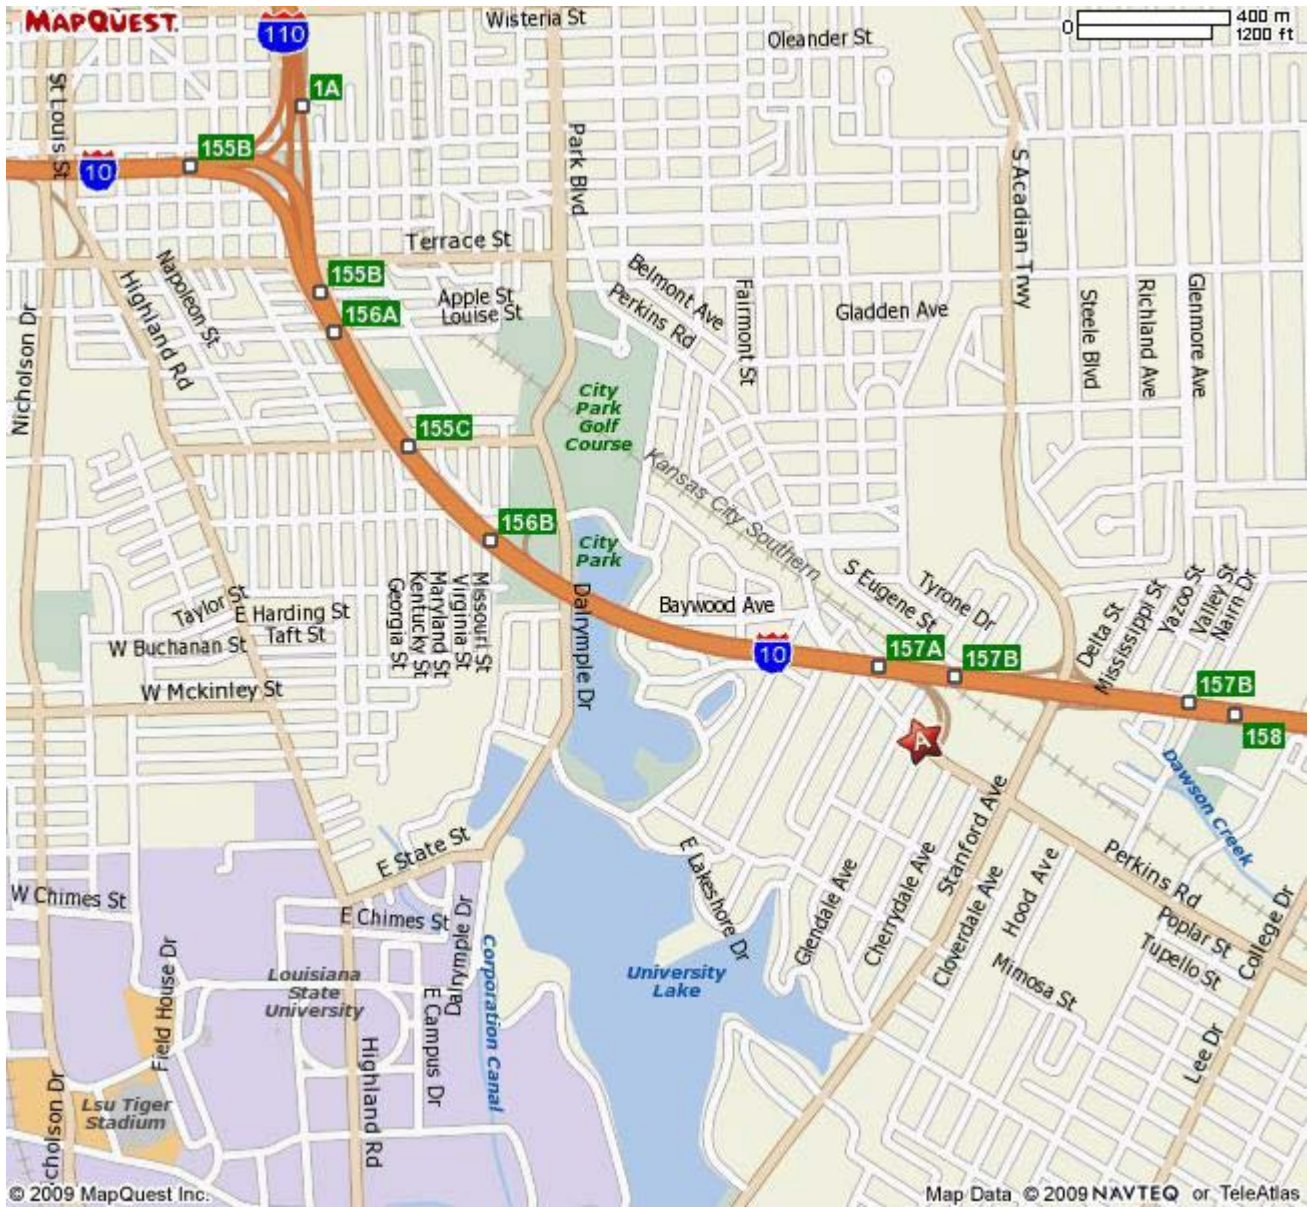 MAPQUEST.
110
Wisteria St
400 m
0
1200 ft
Oleander St
St Louis St
1A
155B
10
Park Blvd
S Acadian Trwy
Terrace St
Napoleon St
Highland Rd
155B
156A
Apple St
Louise St
Belmont Ave
Perkins Rd
Fairmont St
Gladden Ave
Steele Blvd
Richland Ave
Glenmore Ave
Nicholson Dr
City
Park
Golf
Course
155C
Kansas City Southern
156B
City
Park
Dalrymple Dr
Baywood Ave
S Eugene St
Tyrone Dr
Taylor St
E Harding St
Taft St
W Buchanan St
W Mckinley St
Georgia St
Kentucky St
Maryland St
Virginia St
Missouri St
Delta St
Mississippi St
Yazoo St
Valley St
Nairn Dr
10
157A
157B
157B
158
A
Dawson Creek
E State St
E Lakeshore Dr
Glendale Ave
Cherrydale Ave
Stanford Ave
Cloverdale Ave
Hood Ave
Perkins Rd
Poplar St
Tupello St
College Dr
Mimosa St
Lee Dr
W Chimes St
E Chimes St
Dalrymple Dr
Corporation Canal
Field House Dr
Louisiana
State
University
E Campus Dr
Highland Rd
University
Lake
Lsu Tiger
Stadium
cholson Dr
© 2009 MapQuest Inc.
Map Data © 2009 NAVTEQ or TeleAtlas